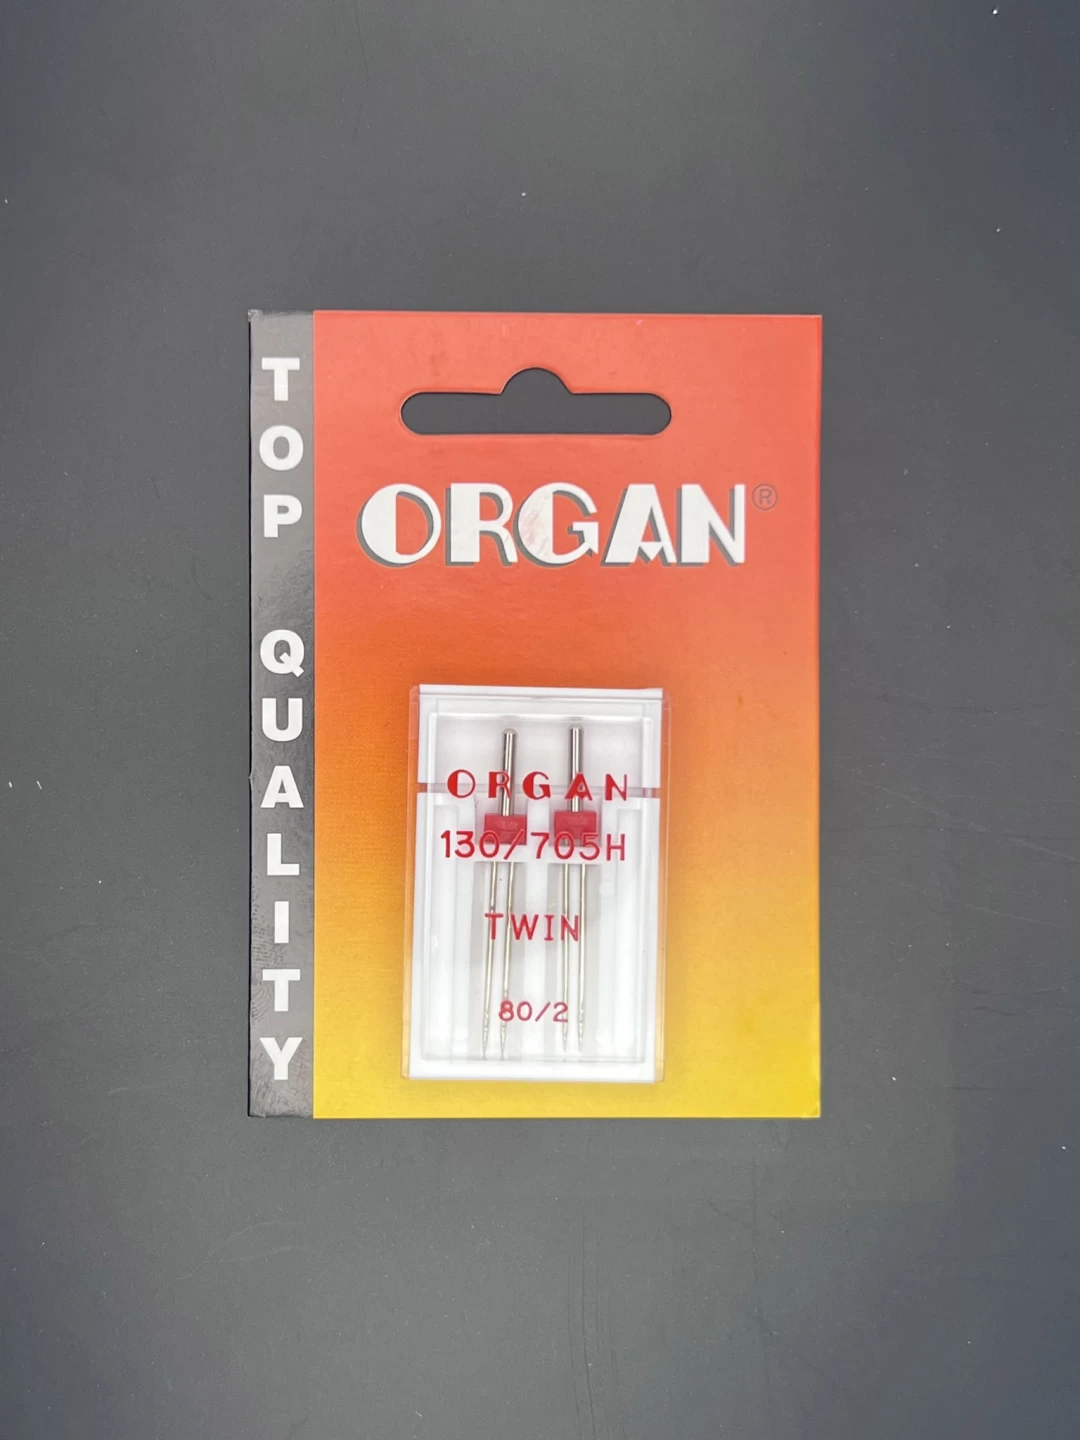 TOP QUALITY
ORGAN®
ORGAN
130/705H
TWIN
80/2